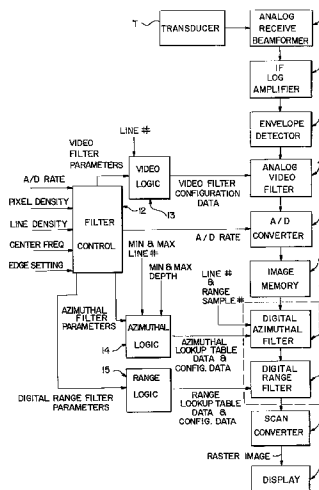 T
TRANSDUCER
ANALOG
RECEIVE
BEAMFORMER
IF
LOG
AMPLIFIER
ENVELOPE
DETECTOR
LINE #
VIDEO
FILTER
PARAMETERS
VIDEO
LOGIC
13
VIDEO FILTER
CONFIGURATION
DATA
ANALOG
VIDEO
FILTER
A/D RATE
PIXEL DENSITY
LINE DENSITY
CENTER FREQ
EDGE SETTING
FILTER
CONTROL
12
A/D RATE
A/D
CONVERTER
MIN & MAX
LINE #
MIN & MAX
DEPTH
IMAGE
MEMORY
LINE #
&
RANGE
SAMPLE #
AZIMUTHAL
FILTER
PARAMETERS
AZIMUTHAL
LOGIC
14
AZIMUTHAL
LOOKUP TABLE
DATA & CONFIG. DATA
DIGITAL
AZIMUTHAL
FILTER
15
RANGE
LOGIC
DIGITAL RANGE FILTER
PARAMETERS
RANGE
LOOKUP TABLE
DATA &
CONFIG. DATA
DIGITAL
RANGE
FILTER
SCAN
CONVERTER
RASTER IMAGE
DISPLAY